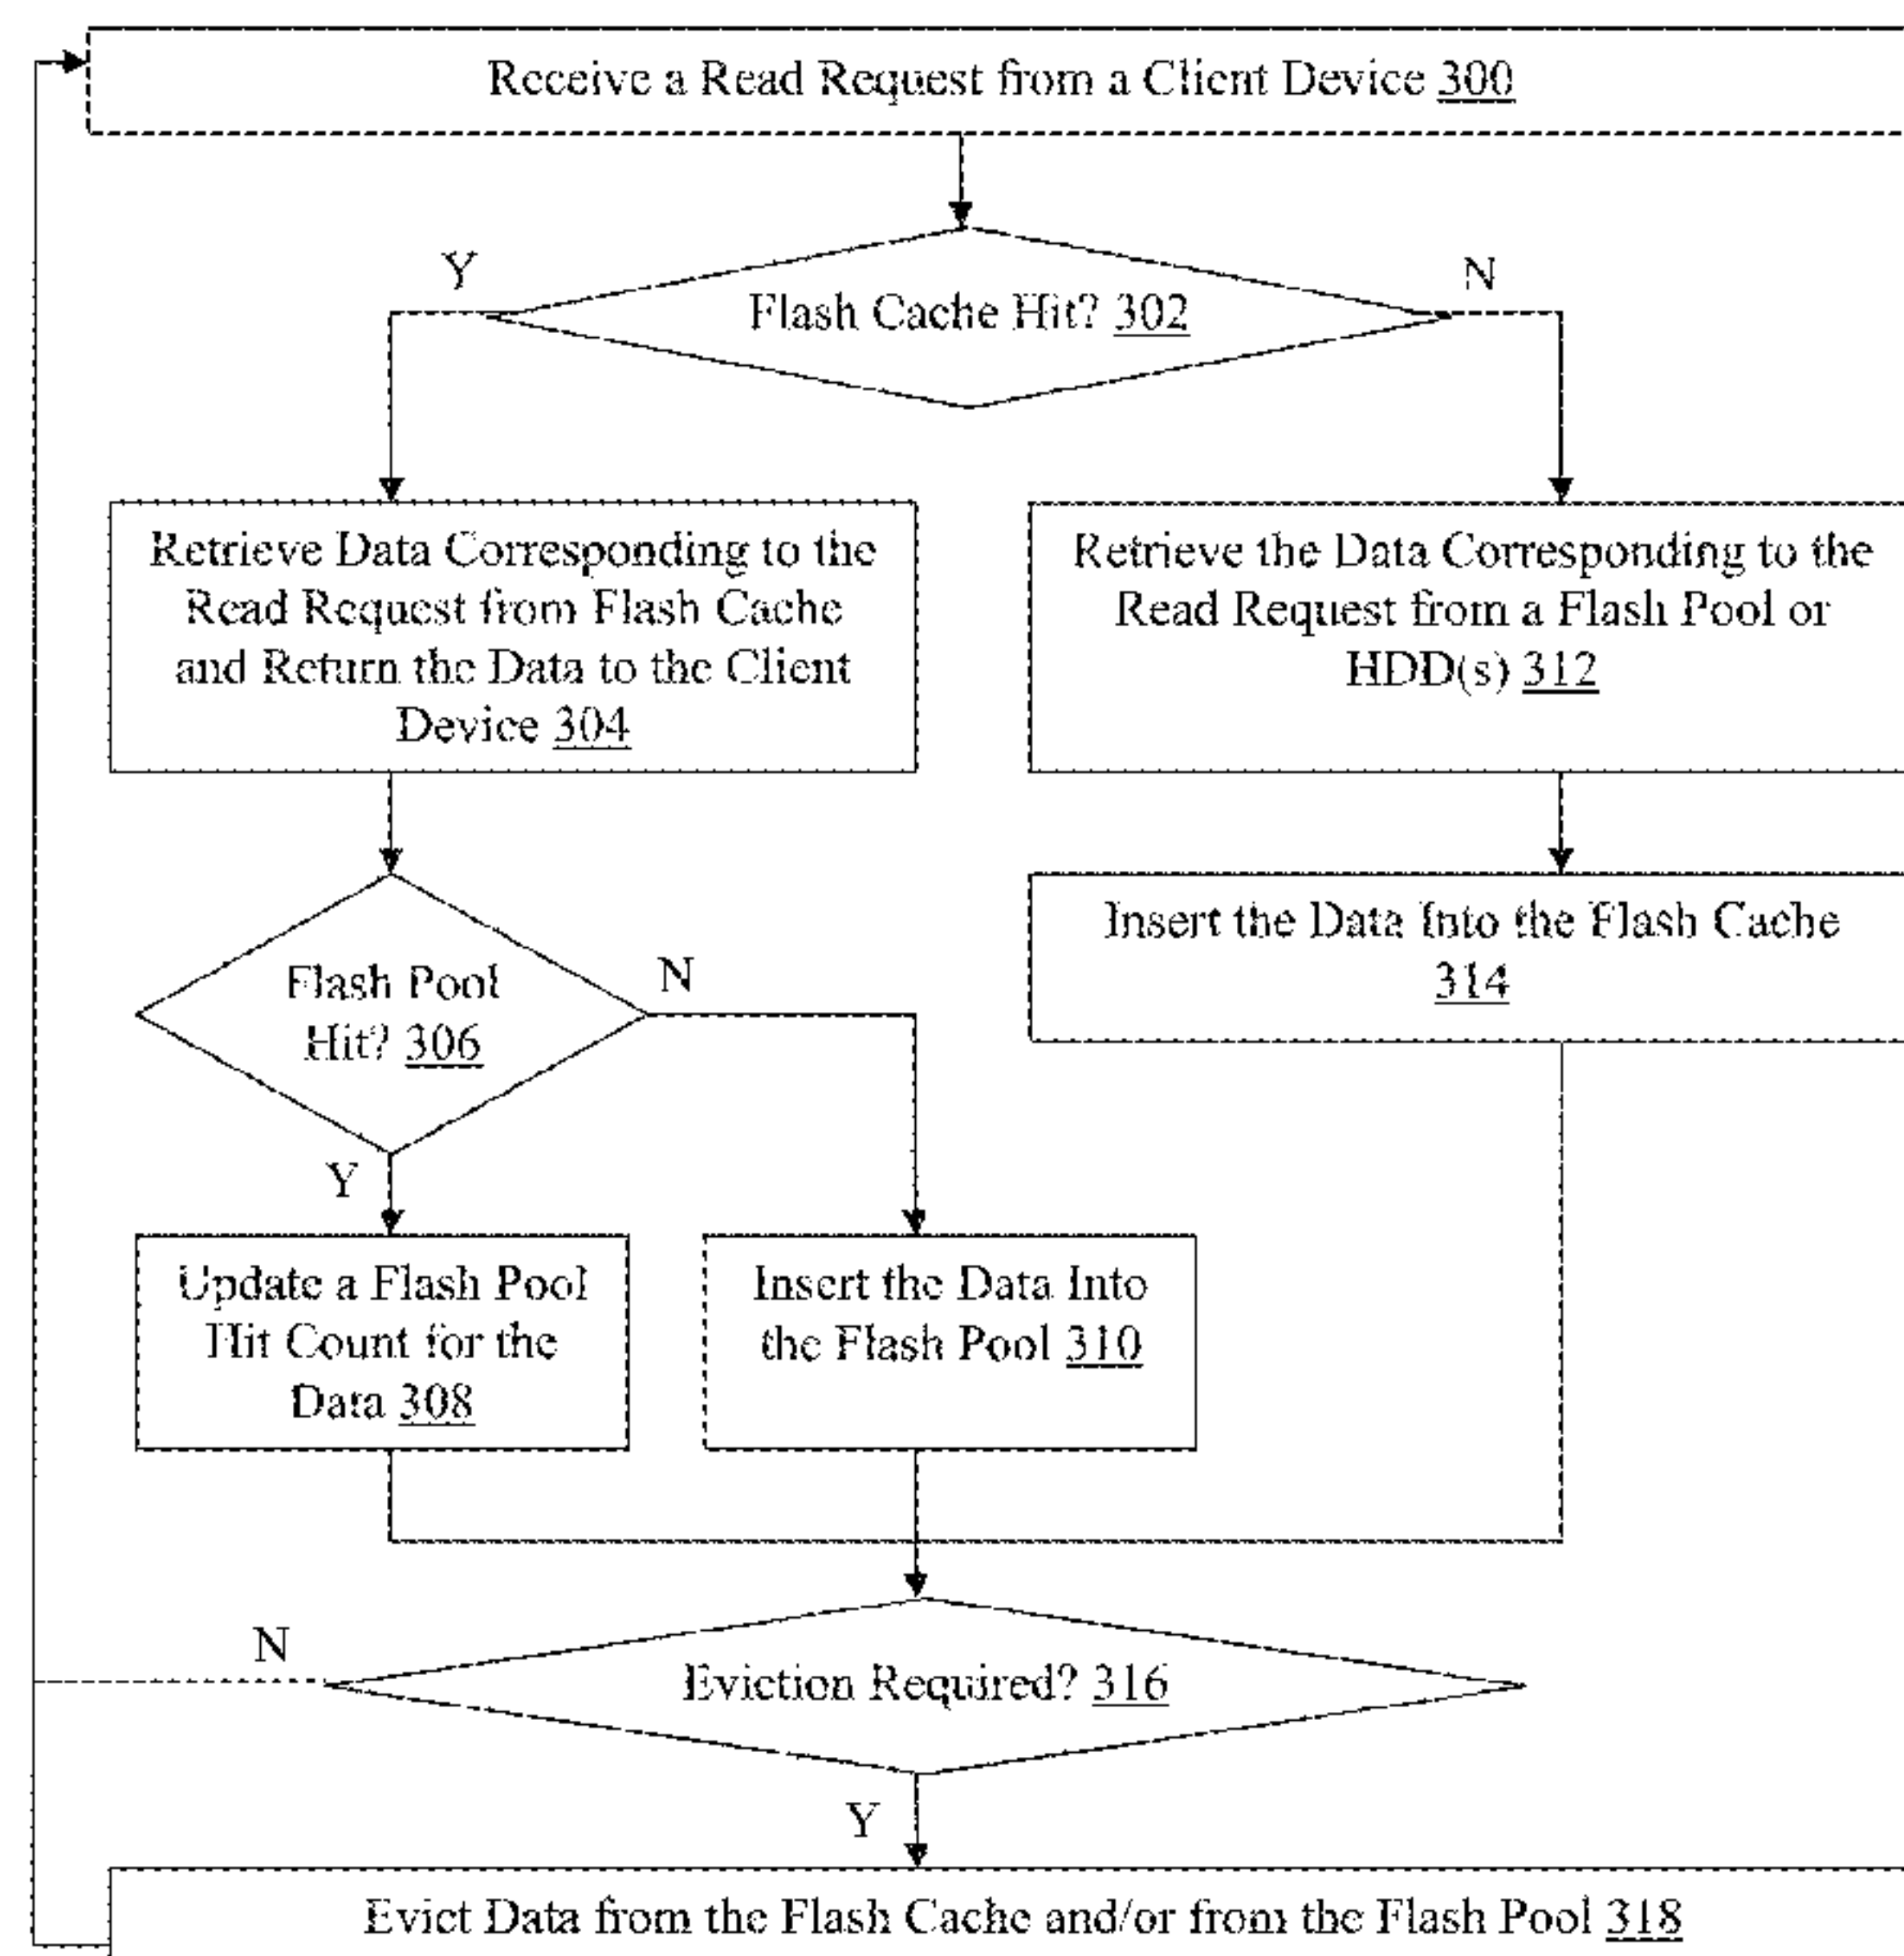 Receive a Read Request from a Client Device 300
Y
N
Flash Cache Hit? 302
Retrieve Data Corresponding to the
Read Request from Flash Cache
and Return the Data to the Client
Device 304
Retrieve the Data Corresponding to the
Read Request from a Flash Pool or
HDD(s) 312
Flash Pool
Hit? 306
N
Y
Insert the Data Into the Flash Cache
314
Update a Flash Pool
Hit Count for the
Data 308
Insert the Data Into
the Flash Pool 310
N
Eviction Required? 316
Y
Evict Data from the Flash Cache and/or from the Flash Pool 318